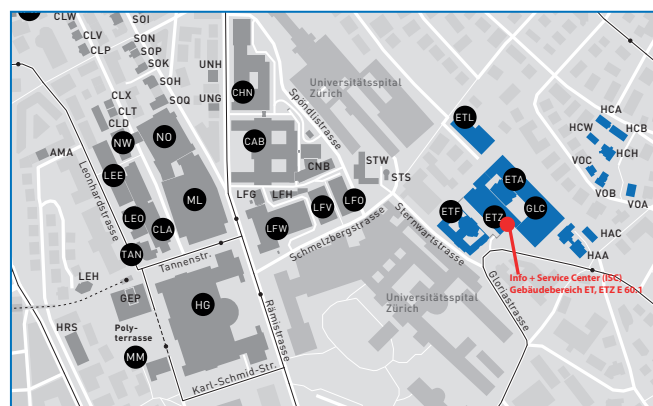 CLW
CLV
CLP
SOI
SON
SOP
SOK
SOH
SOQ
UNH
UNG
CHN
Universitätsspital
Zürich
Spöndlistrasse
ETL
HCA
HCW
HCB
HCH
VOC
VOB
VOA
CLX
CLT
CLD
NW
NO
AMA
LEE
CAB
CNB
STW
STS
ETA
GLC
LEO
CLA
ML
LFG
LFH
LFW
LFV
LFO
ETF
ETZ
HAC
HAA
Leonhardstrasse
Schmelzbergstrasse
Sternwartstrasse
TAN
Tannenstr.
Info + Service Center (ISC)
Gebäudebereich ET, ETZ E 60.1
Gloriastrasse
LEH
GEP
HG
Rämistrasse
Universitätsspital
Zürich
HRS
Poly-
terrasse
MM
Karl-Schmid-Str.